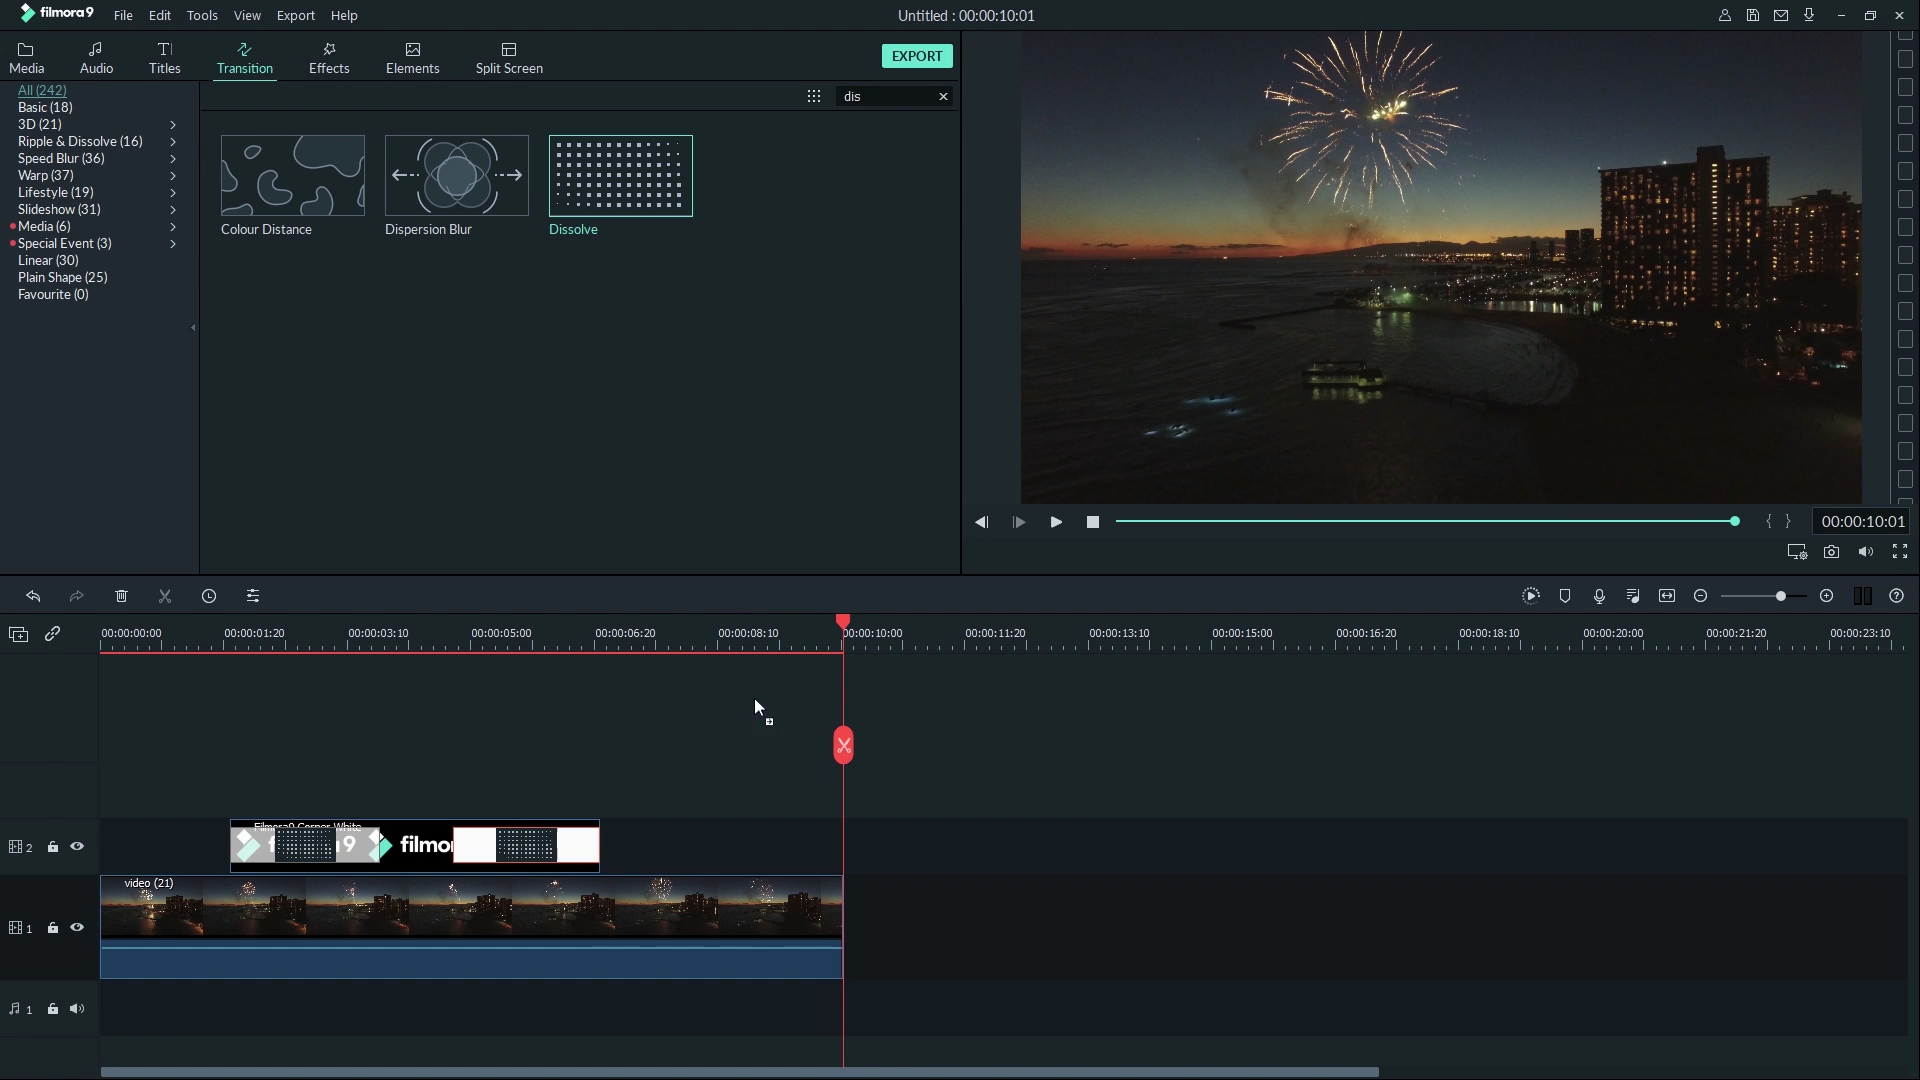 filmora9 File Edit Tools View Export Help Untitled : 00:00:10:01
Media Audio Titles Transition Effects Elements Split Screen EXPORT
All (242)
Basic (18)
3D (21)
Ripple & Dissolve (16)
Speed Blur (36)
Warp (37)
Lifestyle (19)
Slideshow (31)
Media (6)
Special Event (3)
Linear (30)
Plain Shape (25)
Favourite (0)
dis
Colour Distance Dispersion Blur Dissolve
{ } 00:00:10:01
00:00:00:00 00:00:01:20 00:00:03:10 00:00:05:00 00:00:06:20 00:00:08:10 00:00:10:00 00:00:11:20 00:00:13:10 00:00:15:00 00:00:16:20 00:00:18:10 00:00:20:00 00:00:21:20 00:00:23:10
Filmora9 Corner White
2 9 filmo
video (21)
1
1